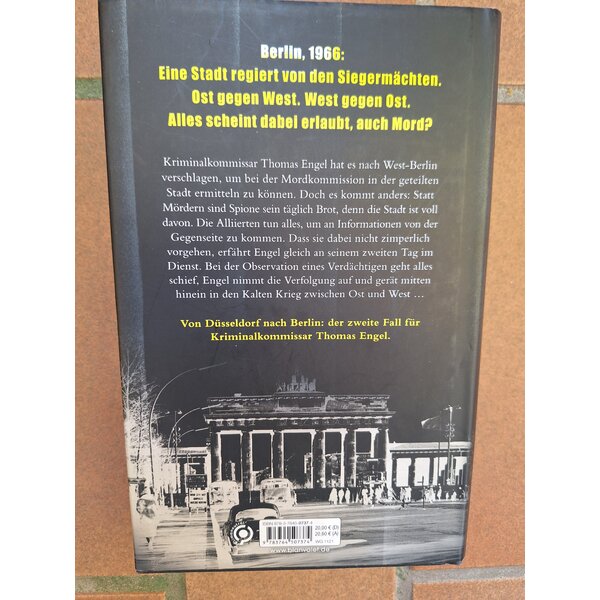 Berlin, 1966:
Eine Stadt regiert von den Siegermächten.
Ost gegen West. West gegen Ost.
Alles scheint dabei erlaubt, auch Mord?
Kriminalkommissar Thomas Engel hat es nach West-Berlin
verschlagen, um bei der Mordkommission in der geteilten
Stadt ermitteln zu können. Doch es kommt anders: Statt
Mördern sind Spione sein täglich Brot, denn die Stadt ist voll
davon. Die Alliierten tun alles, um an Informationen von der
Gegenseite zu kommen. Dass sie dabei nicht zimperlich
vorgehen, erfährt Engel gleich an seinem zweiten Tag im
Dienst. Bei der Observation eines Verdächtigen geht alles
schief, Engel nimmt die Verfolgung auf und gerät mitten
hinein in den Kalten Krieg zwischen Ost und West …
Von Düsseldorf nach Berlin: der zweite Fall für
Kriminalkommissar Thomas Engel.
20,00 € (D)
WG 1121
www.blanvalet.de